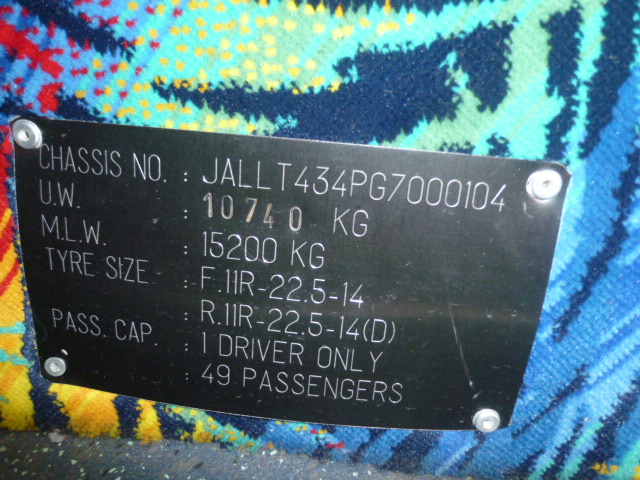 CHASSIS NO. : JALLT434PG7000104
U.W. : 10740 KG
M.L.W. : 15200 KG
TYRE SIZE : F.11R-22.5-14
: R.11R-22.5-14(D)
PASS. CAP. : 1 DRIVER ONLY
: 49 PASSENGERS